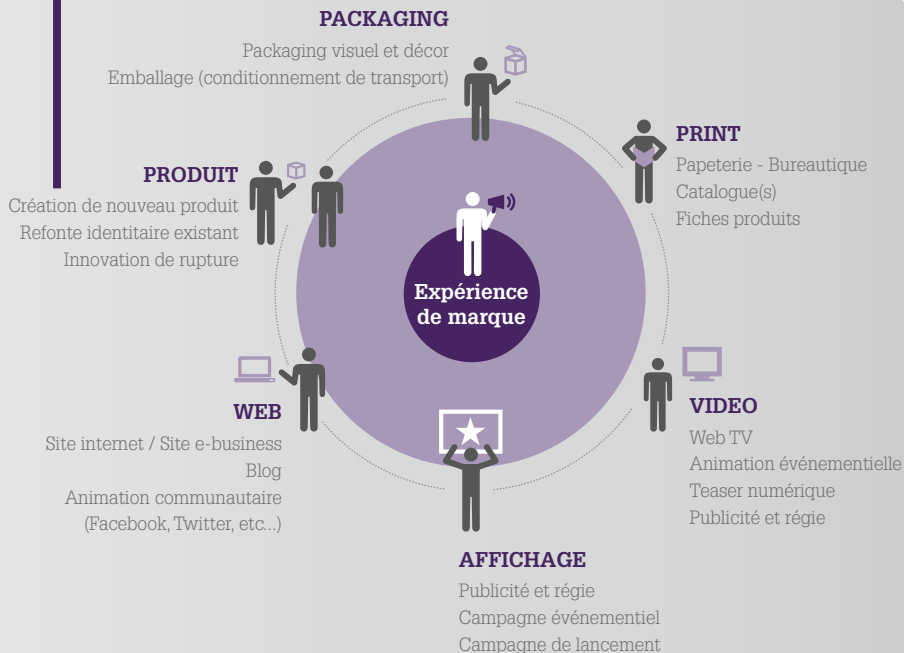 PACKAGING
Packaging visuel et décor
Emballage (conditionnement de transport)
PRINT
Papeterie - Bureautique
Catalogue(s)
Fiches produits
PRODUIT
Création de nouveau produit
Refonte identitaire existant
Innovation de rupture
Expérience
de marque
WEB
Site internet / Site e-business
Blog
Animation communautaire
(Facebook, Twitter, etc...)
VIDEO
Web TV
Animation événementielle
Teaser numérique
Publicité et régie
AFFICHAGE
Publicité et régie
Campagne événementiel
Campagne de lancement